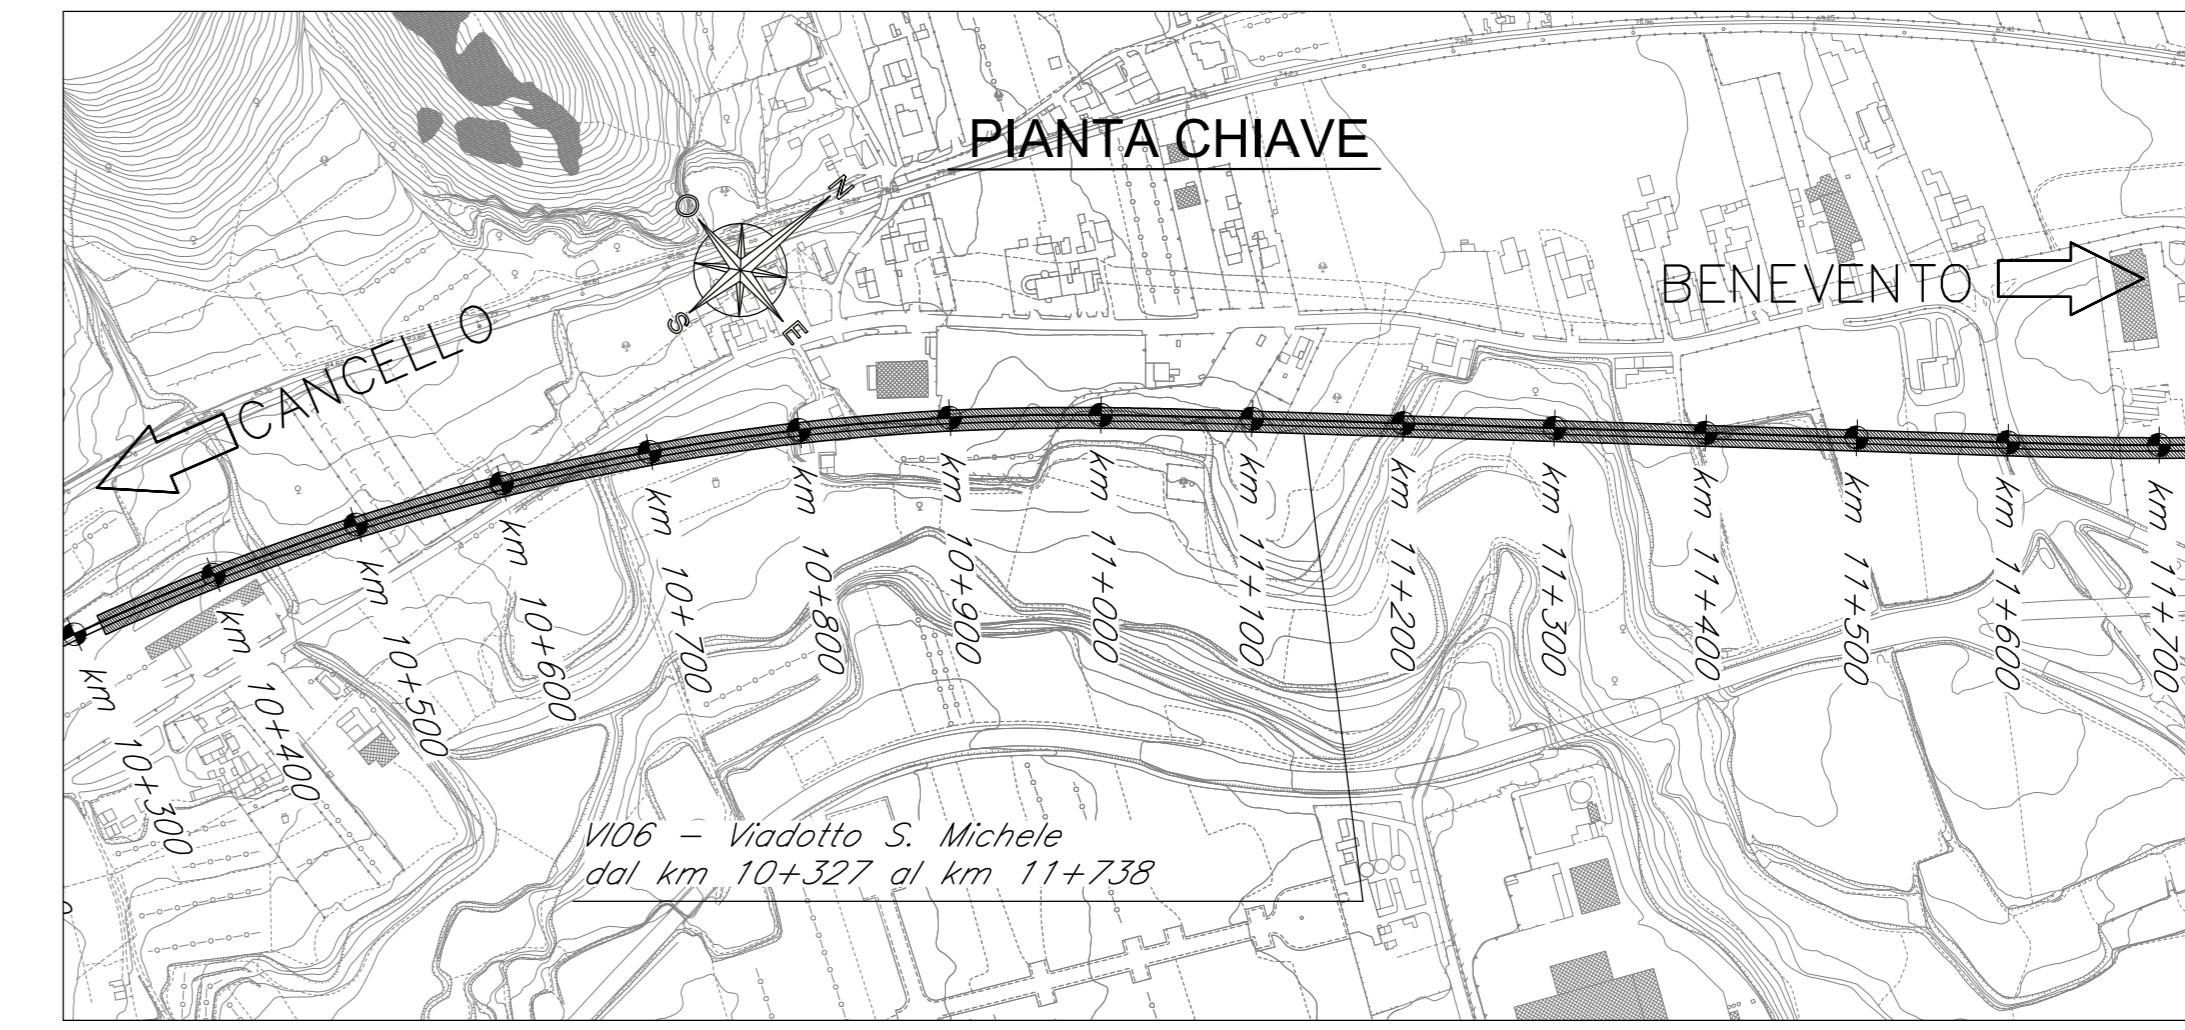 PIANTA CHIAVE
O
N
S
E
CANCELLO
BENEVENTO
km 10+300
km 10+400
km 10+500
km 10+600
km 10+700
km 10+800
km 10+900
km 11+000
km 11+100
km 11+200
km 11+300
km 11+400
km 11+500
km 11+600
km 11+700
VI06 – Viadotto S. Michele
dal km 10+327 al km 11+738